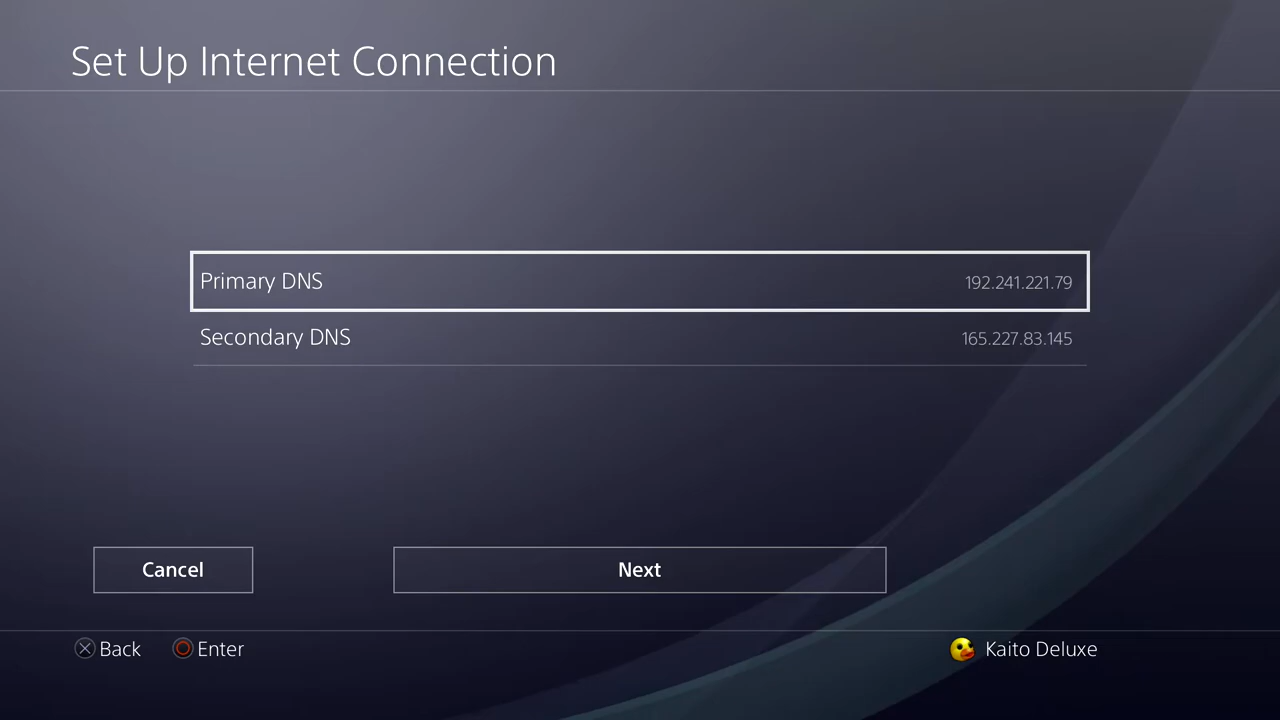 Set Up Internet Connection
Primary DNS 192.241.221.79
Secondary DNS 165.227.83.145
Cancel Next
Back Enter Kaito Deluxe